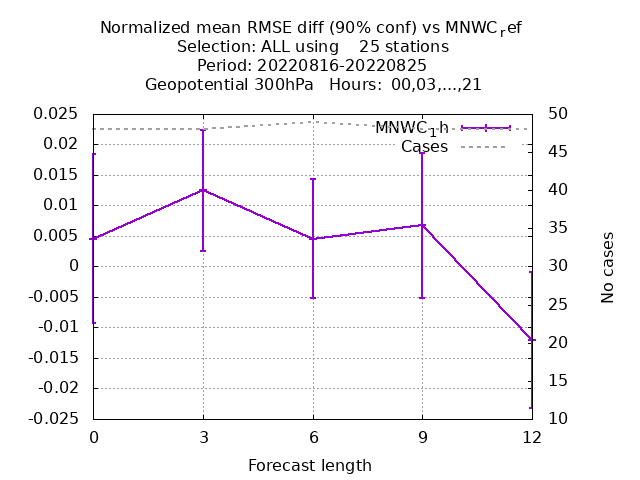 Normalized mean RMSE diff (90% conf) vs MNWC_ref
Selection: ALL using    25 stations
Period: 20220816-20220825
Geopotential 300hPa   Hours:  00,03,...,21
MNWC_1h
Cases
0.025
0.02
0.015
0.01
0.005
0
-0.005
-0.01
-0.015
-0.02
-0.025
50
45
40
35
30
25
20
15
10
No cases
0 3 6 9 12
Forecast length